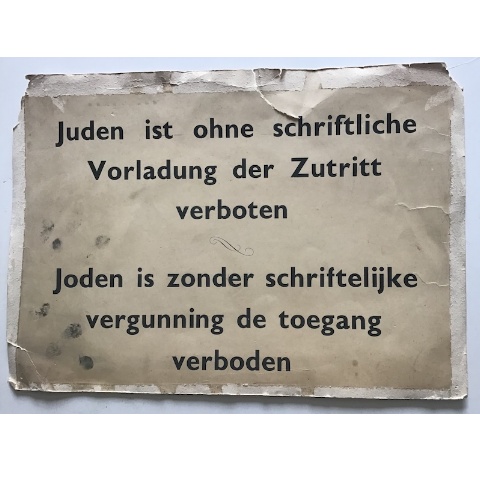 Juden ist ohne schriftliche
Vorladung der Zutritt
verboten
Joden is zonder schriftelijke
vergunning de toegang
verboden